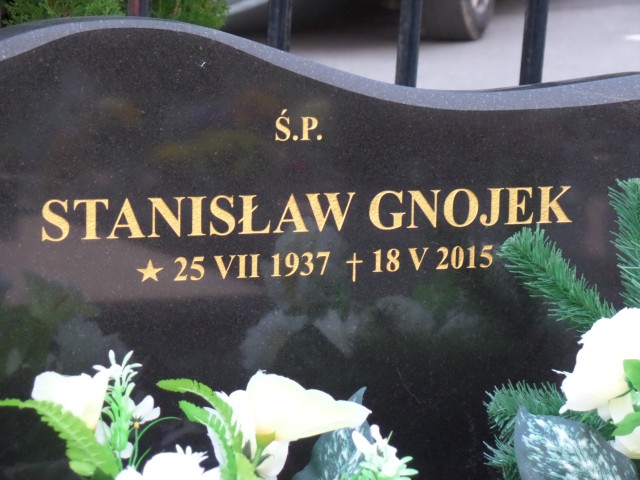 Ś.P.
STANISŁAW GNOJEK
★ 25 VII 1937 † 18 V 2015